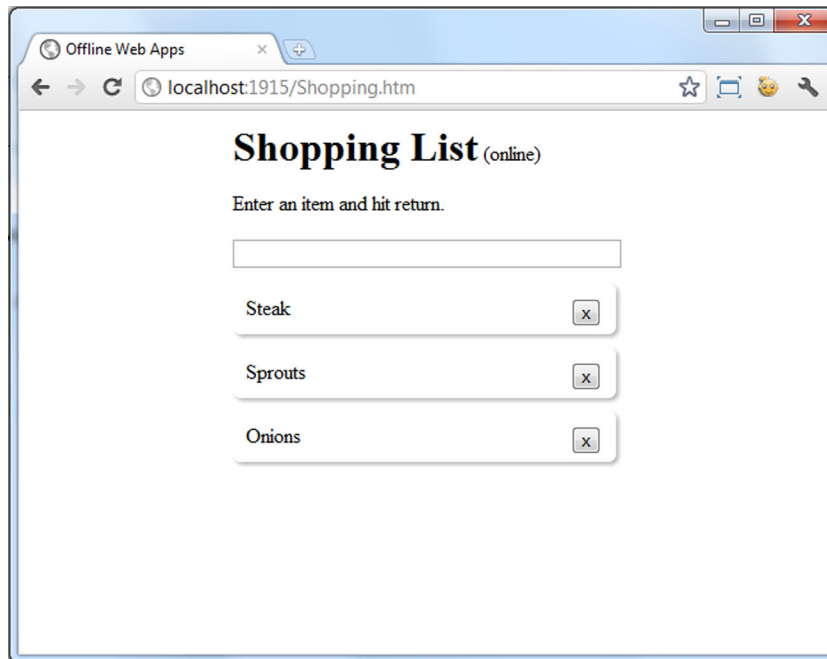 Offline Web Apps
localhost:1915/Shopping.htm
Shopping List (online)
Enter an item and hit return.
Steak x
Sprouts x
Onions x